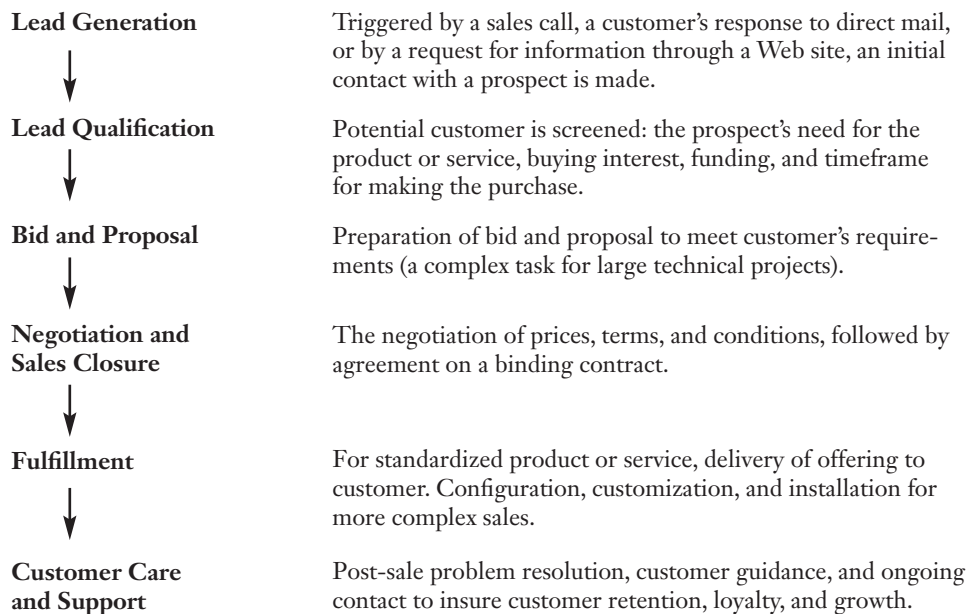 Lead Generation
Triggered by a sales call, a customer’s response to direct mail,
or by a request for information through a Web site, an initial
contact with a prospect is made.
Lead Qualification
Potential customer is screened: the prospect’s need for the
product or service, buying interest, funding, and timeframe
for making the purchase.
Bid and Proposal
Preparation of bid and proposal to meet customer’s require-
ments (a complex task for large technical projects).
Negotiation and
Sales Closure
The negotiation of prices, terms, and conditions, followed by
agreement on a binding contract.
Fulfillment
For standardized product or service, delivery of offering to
customer. Configuration, customization, and installation for
more complex sales.
Customer Care
and Support
Post-sale problem resolution, customer guidance, and ongoing
contact to insure customer retention, loyalty, and growth.